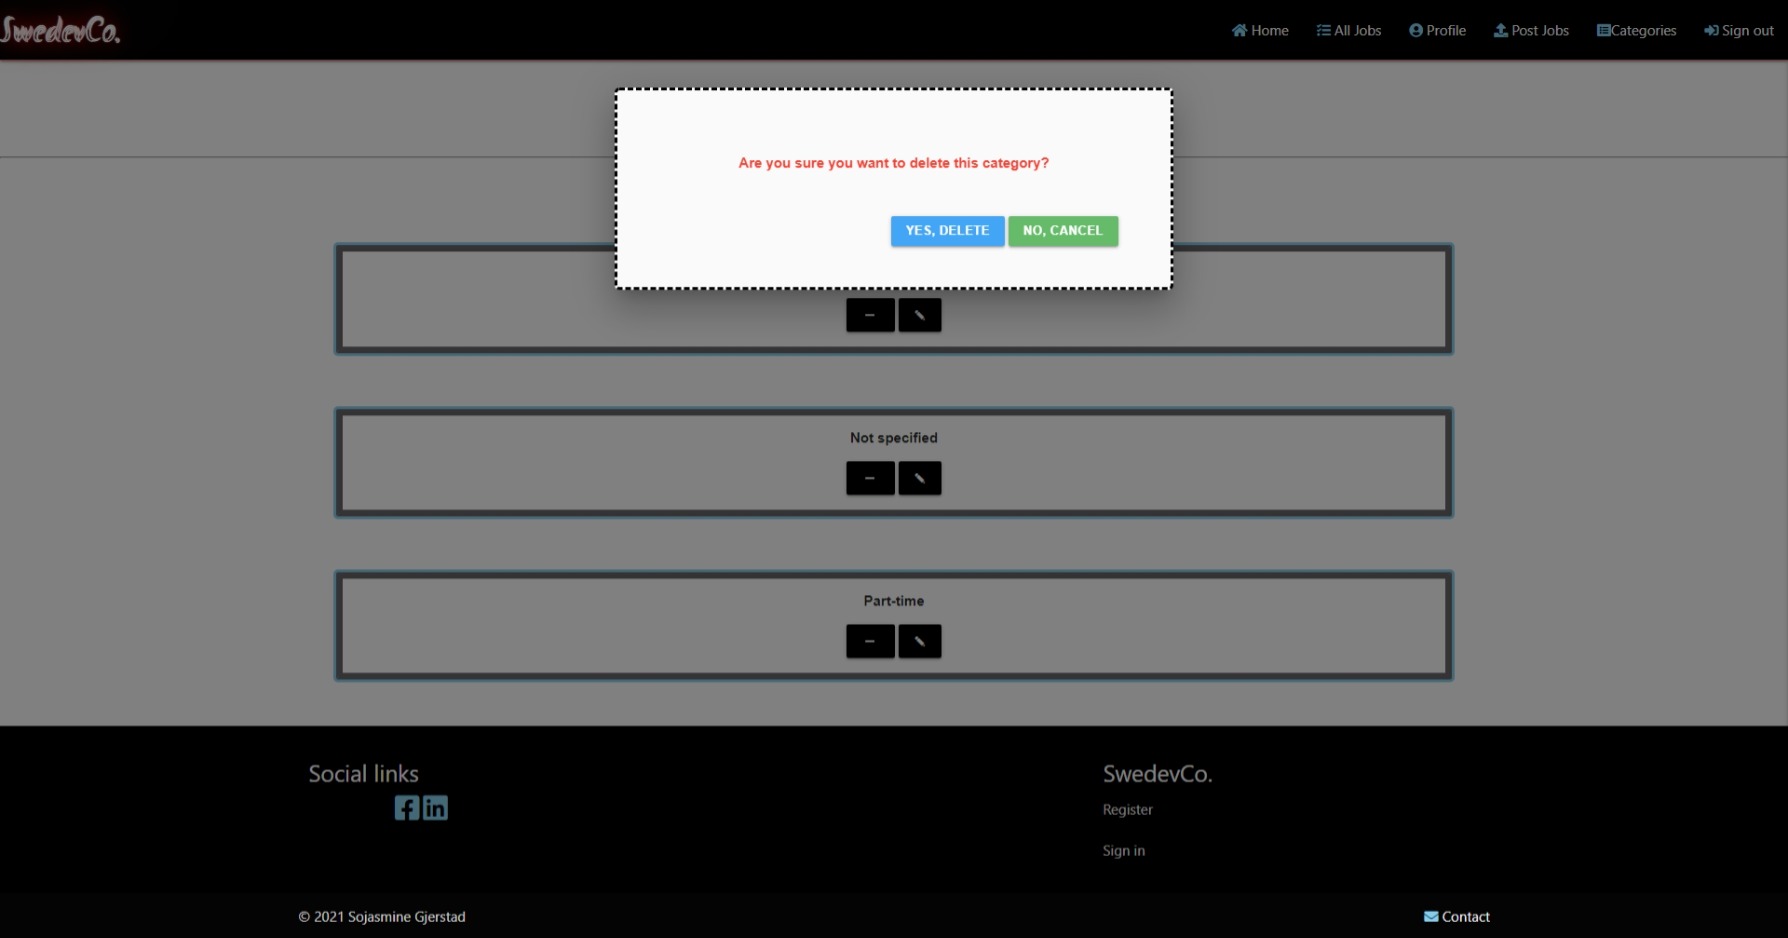 SwedevCo.
Home
All Jobs
Profile
Post Jobs
Categories
Sign out
Are you sure you want to delete this category?
YES, DELETE
NO, CANCEL
Not specified
Part-time
Social links
SwedevCo.
Register
Sign in
© 2021 Sojasmine Gjerstad
Contact